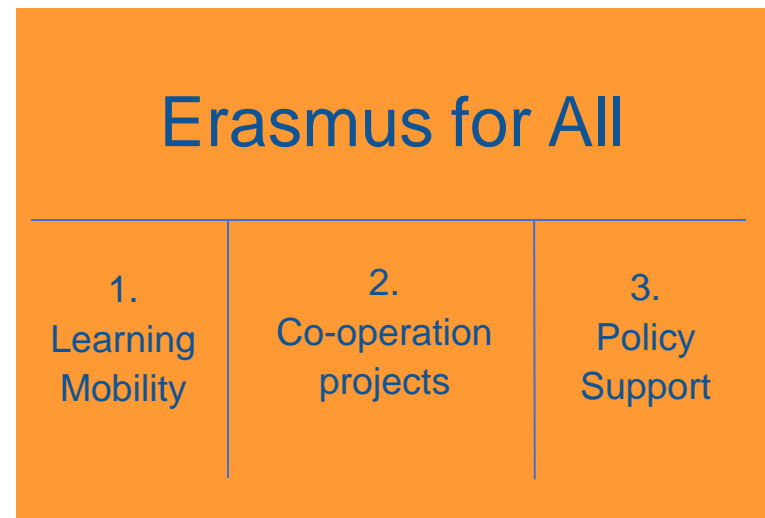 Erasmus for All
1.
Learning
Mobility
2.
Co-operation
projects
3.
Policy
Support